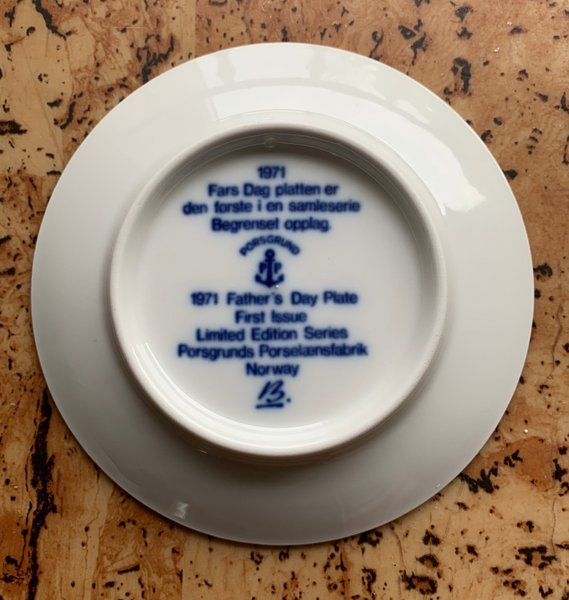 1971
Fars Dag platten er
den første i en samleserie
Begrenset opplag.
PORSGRUND
1971 Father's Day Plate
First Issue
Limited Edition Series
Porsgrunds Porselænsfabrik
Norway
B.